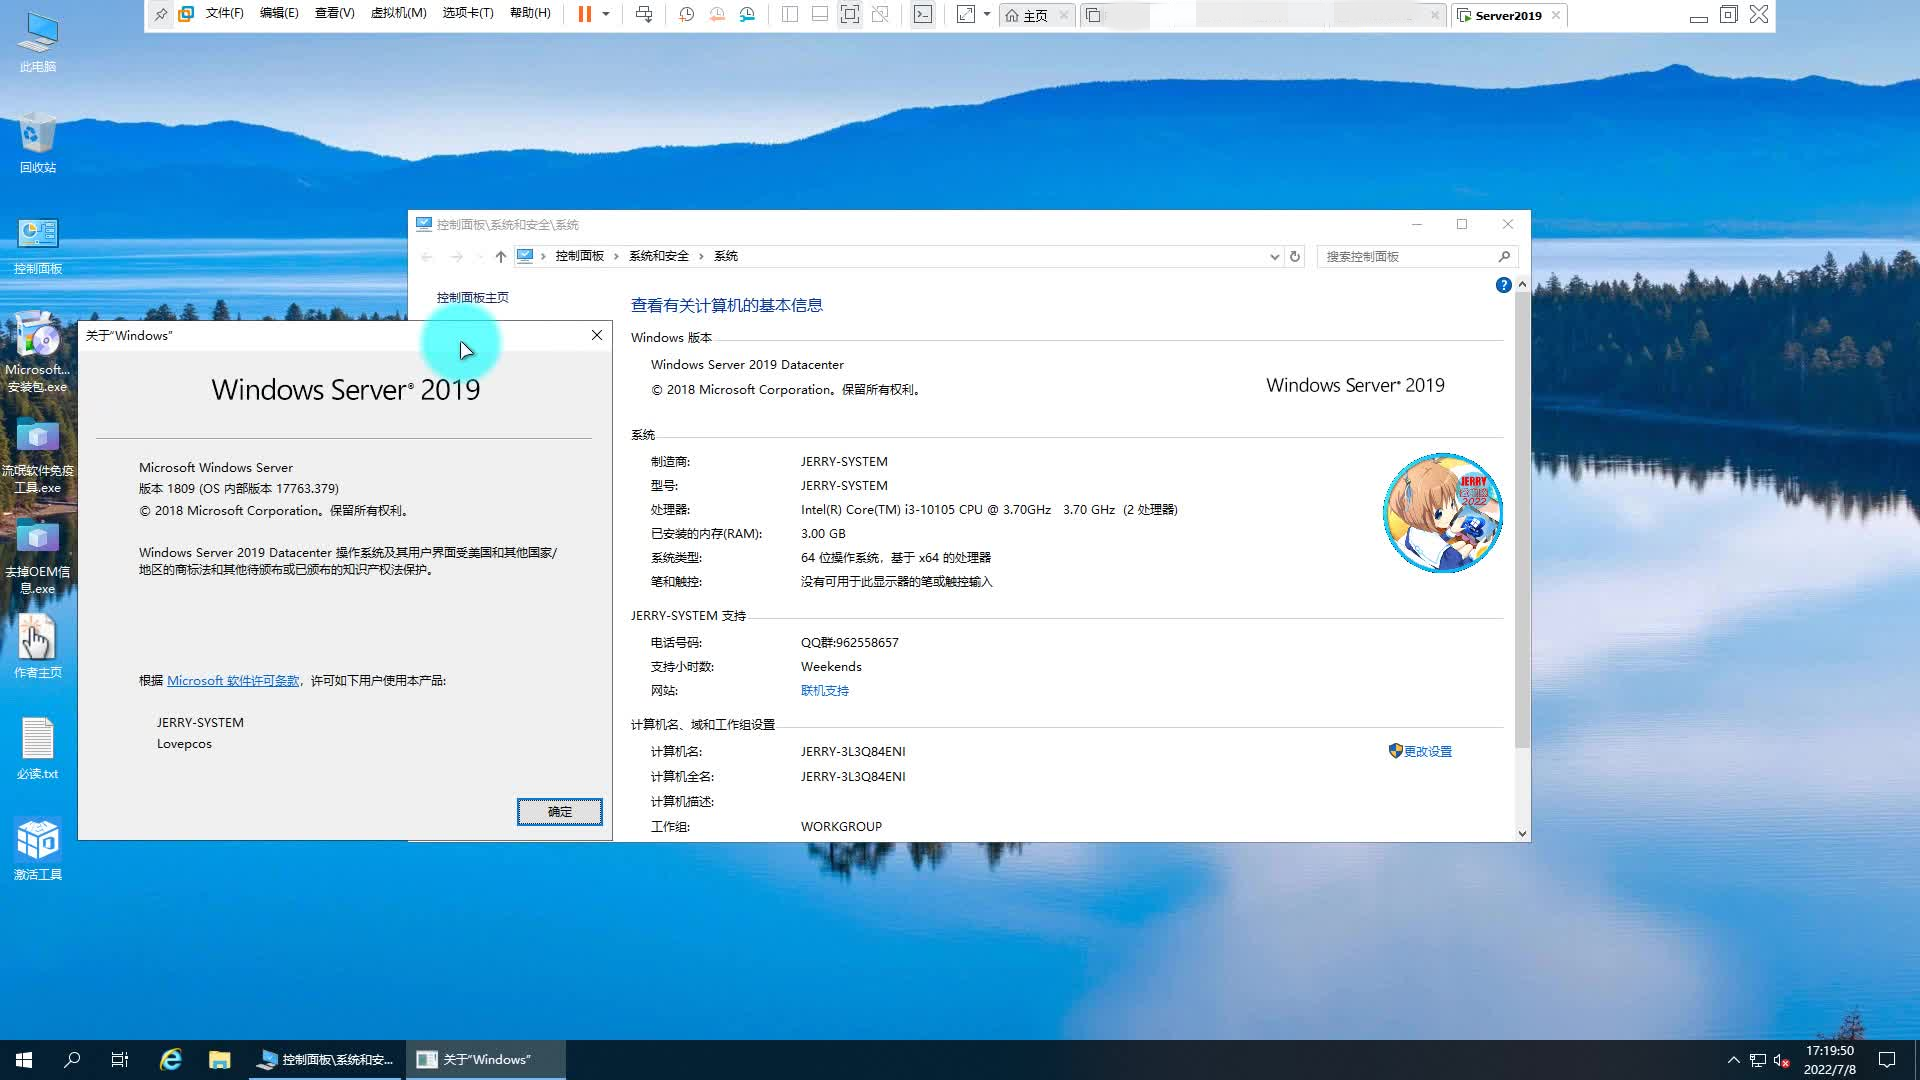 文件(F) 编辑(E) 查看(V) 虚拟机(M) 选项卡(T) 帮助(H) 主页 Server2019
此电脑
回收站
控制面板
Microsoft...
安装包.exe
流氓软件免疫
工具.exe
去掉OEM信
息.exe
作者主页
必读.txt
激活工具
控制面板\系统和安全\系统
控制面板 系统和安全 系统
搜索控制面板
控制面板主页
查看有关计算机的基本信息
Windows 版本
Windows Server 2019 Datacenter
© 2018 Microsoft Corporation。保留所有权利。
Windows Server® 2019
系统
制造商: JERRY-SYSTEM
型号: JERRY-SYSTEM
处理器: Intel(R) Core(TM) i3-10105 CPU @ 3.70GHz 3.70 GHz (2 处理器)
已安装的内存(RAM): 3.00 GB
系统类型: 64 位操作系统，基于 x64 的处理器
笔和触控: 没有可用于此显示器的笔或触控输入
JERRY
2022
JERRY-SYSTEM 支持
电话号码: QQ群:962558657
支持小时数: Weekends
网站: 联机支持
计算机名、域和工作组设置
计算机名: JERRY-3L3Q84ENI
更改设置
计算机全名: JERRY-3L3Q84ENI
计算机描述:
工作组: WORKGROUP
关于“Windows”
Windows Server® 2019
Microsoft Windows Server
版本 1809 (OS 内部版本 17763.379)
© 2018 Microsoft Corporation。保留所有权利。
Windows Server 2019 Datacenter 操作系统及其用户界面受美国和其他国家/
地区的商标法和其他待颁布或已颁布的知识产权法保护。
根据 Microsoft 软件许可条款，许可如下用户使用本产品:
JERRY-SYSTEM
Lovepcos
确定
控制面板\系统和安...
关于“Windows”
17:19:50
2022/7/8